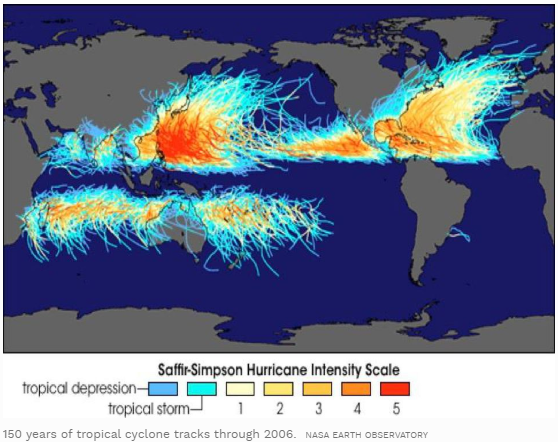 Saffir-Simpson Hurricane Intensity Scale
tropical depression
tropical storm
1 2 3 4 5
150 years of tropical cyclone tracks through 2006. NASA EARTH OBSERVATORY